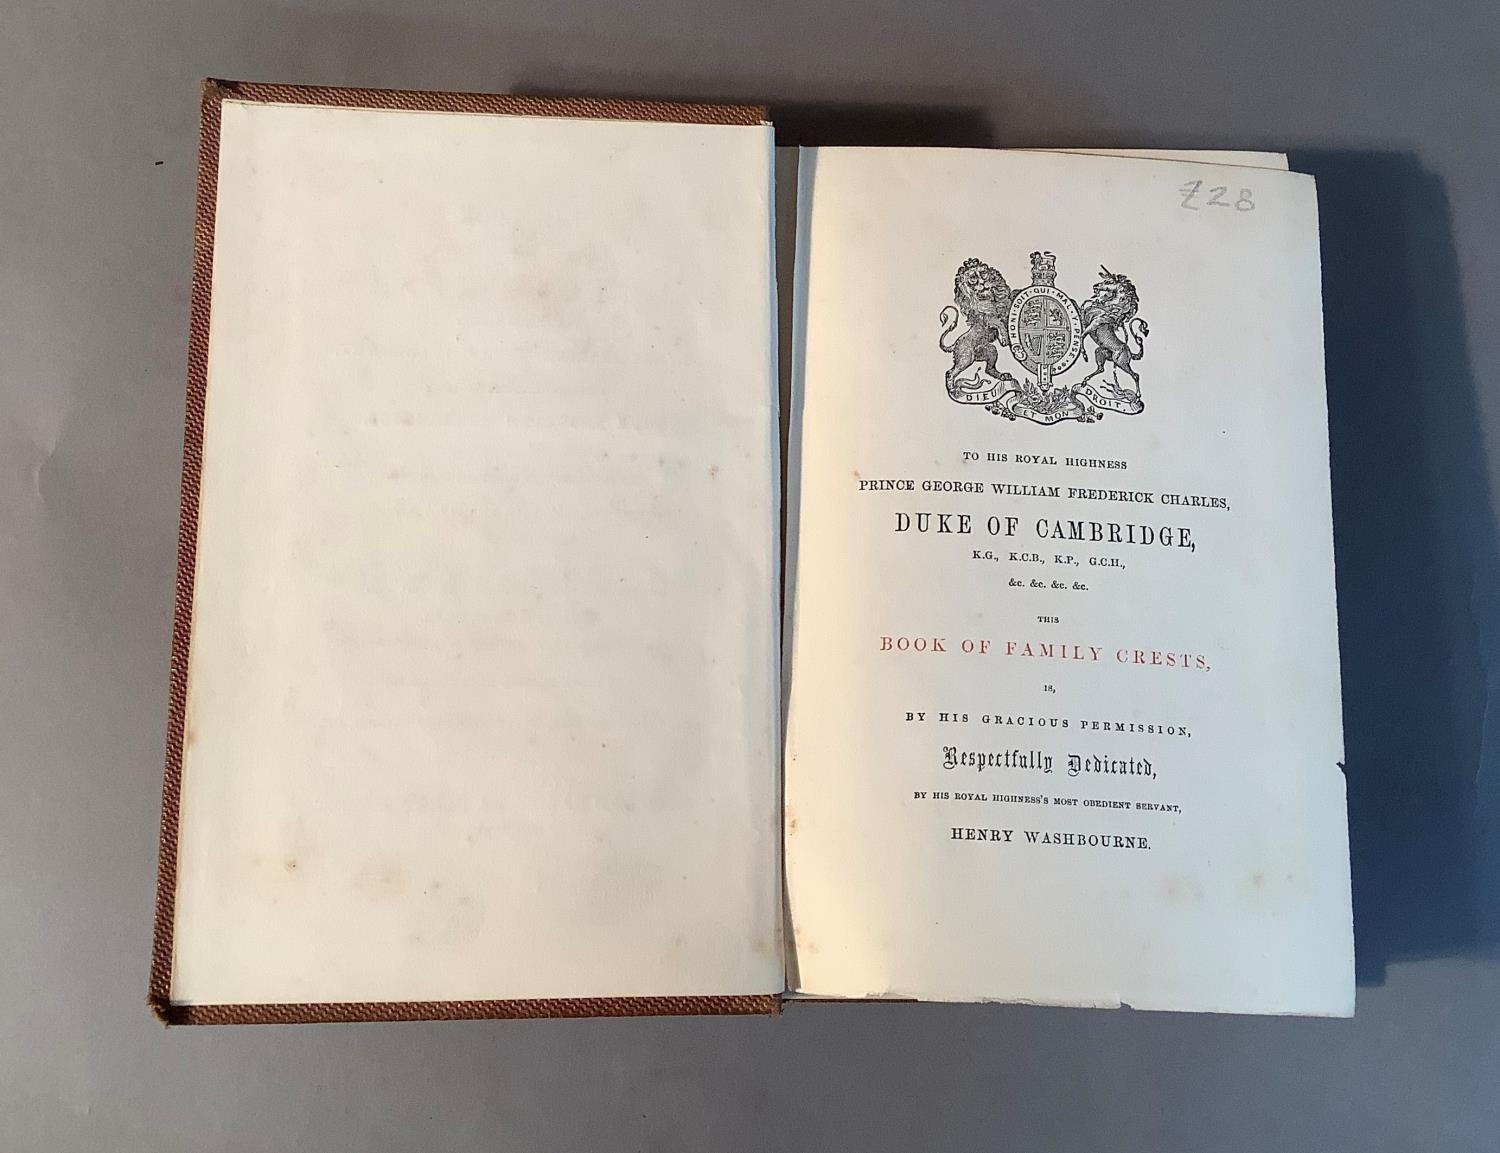 £28
HONI·SOIT·QUI·MAL·Y·PENSE
DIEU ET MON DROIT.
TO HIS ROYAL HIGHNESS
PRINCE GEORGE WILLIAM FREDERICK CHARLES,
DUKE OF CAMBRIDGE,
K.G., K.C.B., K.P., G.C.H.,
&c. &c. &c. &c.
THIS
BOOK OF FAMILY CRESTS,
IS,
BY HIS GRACIOUS PERMISSION,
Respectfully Dedicated,
BY HIS ROYAL HIGHNESS'S MOST OBEDIENT SERVANT,
HENRY WASHBOURNE.